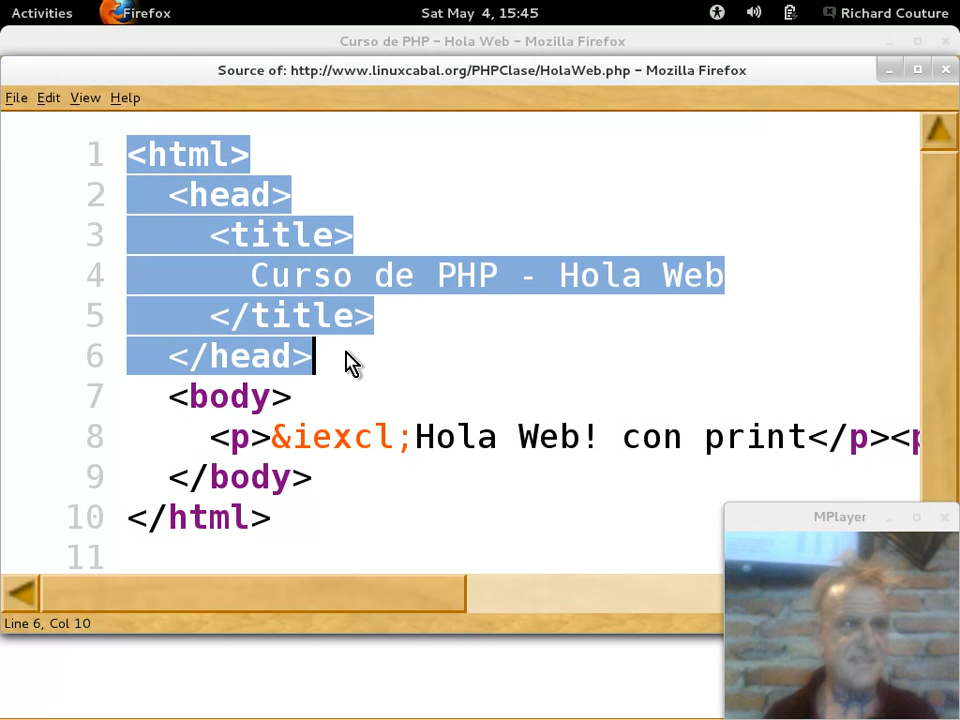 Activities Firefox Sat May 4, 15:45 Richard Couture
Curso de PHP - Hola Web - Mozilla Firefox
Source of: http://www.linuxcabal.org/PHPClase/HolaWeb.php - Mozilla Firefox
File Edit View Help
1 <html>
2 <head>
3 <title>
4 Curso de PHP - Hola Web
5 </title>
6 </head>
7 <body>
8 <p>&iexcl;Hola Web! con print</p><p
9 </body>
10 </html>
11
Line 6, Col 10
MPlayer